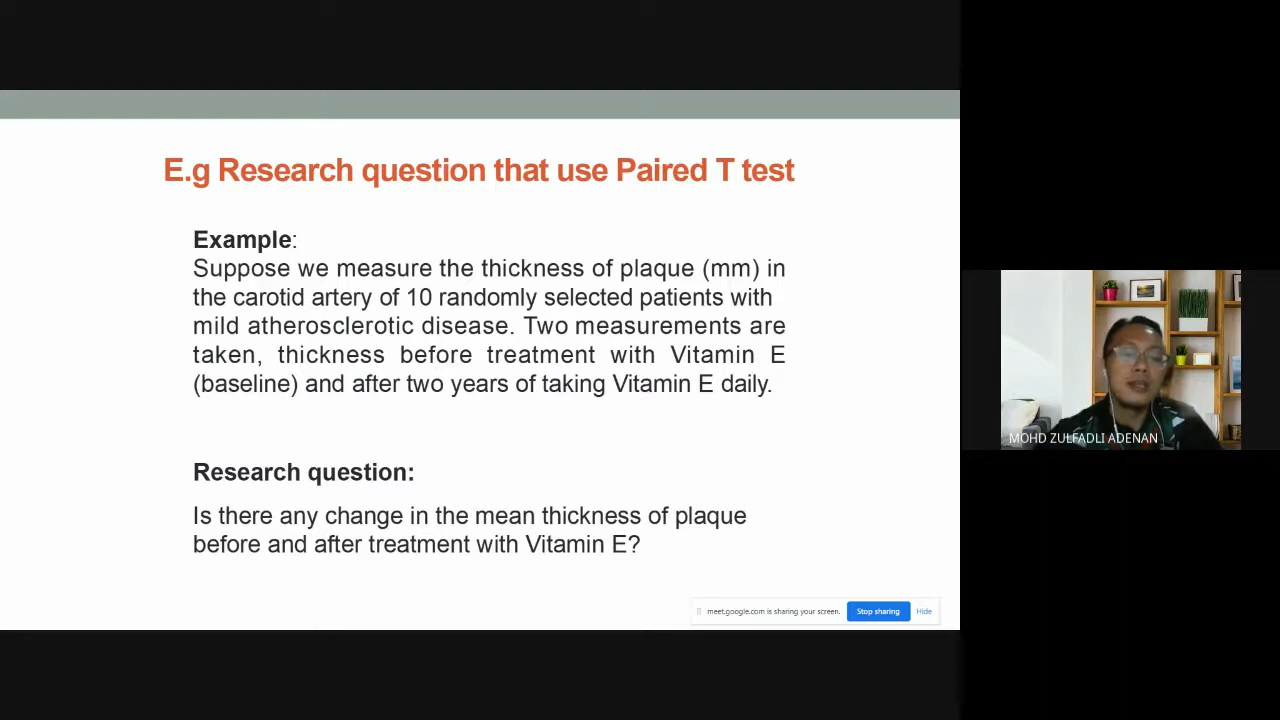 E.g Research question that use Paired T test
Example:
Suppose we measure the thickness of plaque (mm) in
the carotid artery of 10 randomly selected patients with
mild atherosclerotic disease. Two measurements are
taken, thickness before treatment with Vitamin E
(baseline) and after two years of taking Vitamin E daily.
Research question:
Is there any change in the mean thickness of plaque
before and after treatment with Vitamin E?
meet.google.com is sharing your screen.
Stop sharing
Hide
MOHD ZULFADLI ADENAN